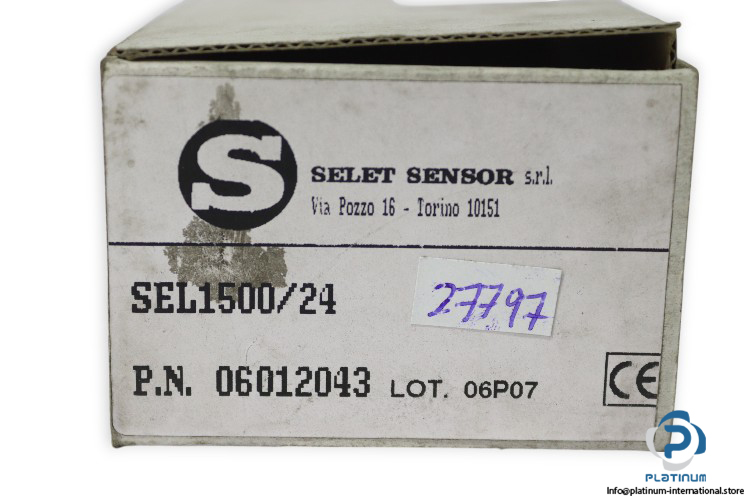 S SELET SENSOR s.r.l.
Via Pozzo 16 - Torino 10151
SEL1500/24
27797
P.N. 06012043 LOT. 06P07
CE
PLATINUM
Info@platinum-international.store